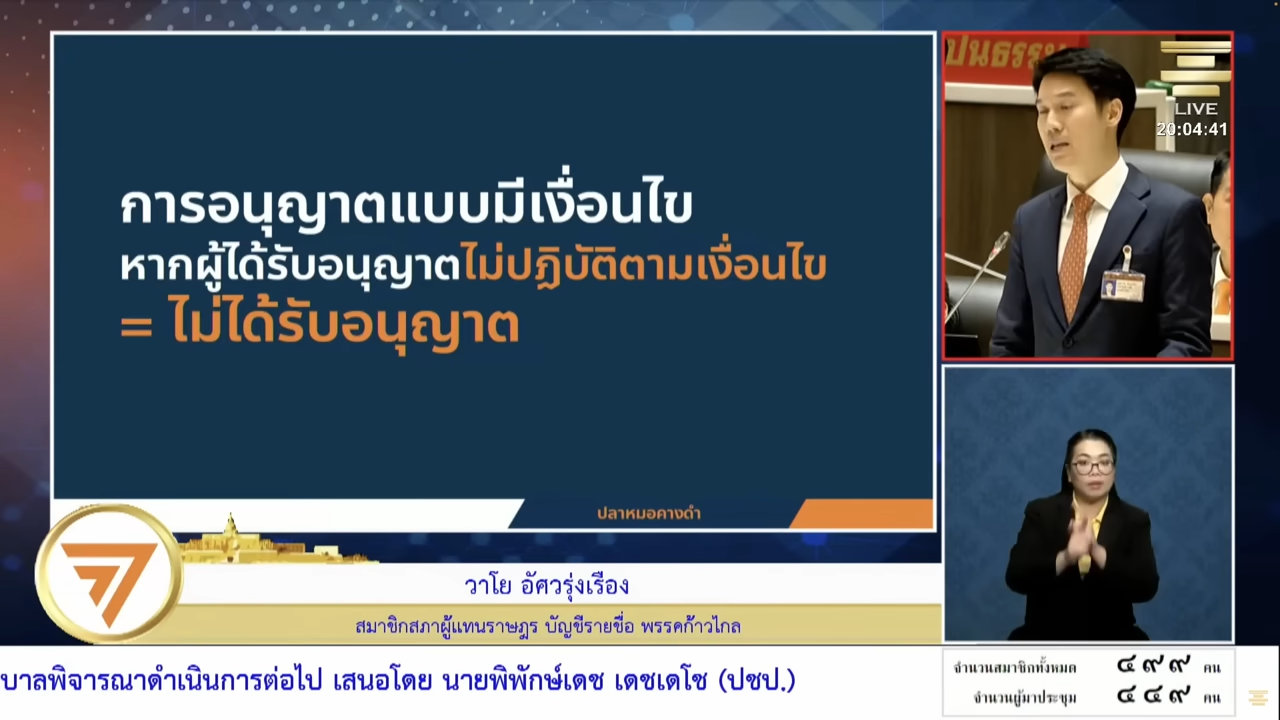 การอนุญาตแบบมีเงื่อนไข
หากผู้ได้รับอนุญาตไม่ปฏิบัติตามเงื่อนไข
= ไม่ได้รับอนุญาต
ปลาหมอคางดำ
LIVE
20:04:41
วาโย อัศวรุ่งเรือง
สมาชิกสภาผู้แทนราษฎร บัญชีรายชื่อ พรรคก้าวไกล
บาลพิจารณาดำเนินการต่อไป เสนอโดย นายพิพักษ์เดช เดชเดโช (ปชป.)
จำนวนสมาชิกทั้งหมด ๔๙๙ คน
จำนวนผู้มาประชุม ๔๔๙ คน